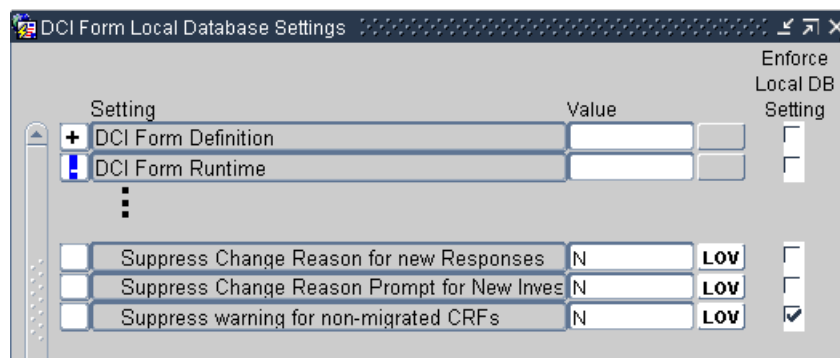 DCI Form Local Database Settings
Enforce
Local DB
Setting Value Setting
+ DCI Form Definition
DCI Form Runtime
Suppress Change Reason for new Responses N LOV
Suppress Change Reason Prompt for New Inves N LOV
Suppress warning for non-migrated CRFs N LOV